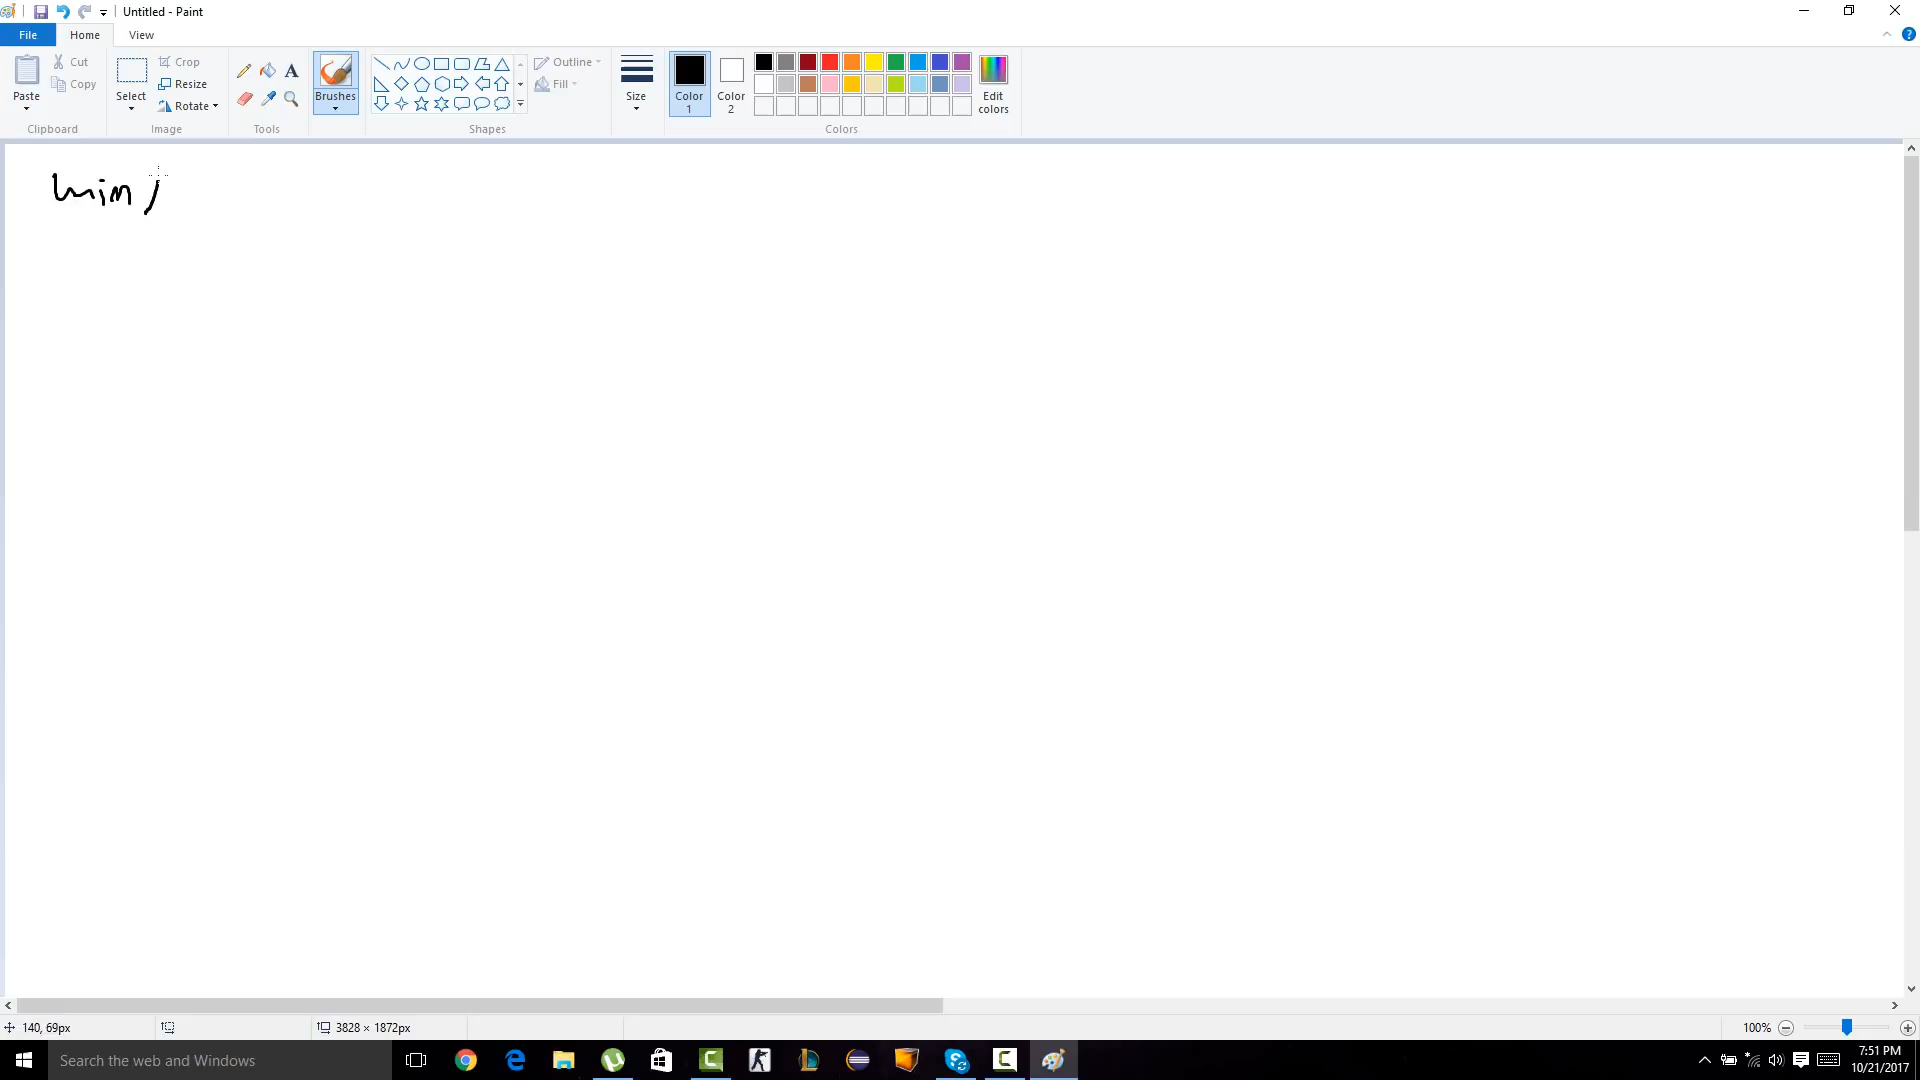 Untitled - Paint
File Home View
Paste Cut Copy Select Crop Resize Rotate Brushes Outline Fill Size Color 1 Color 2 Edit colors
Clipboard Image Tools Shapes Colors
min /
140, 69px 3828 × 1872px 100%
Search the web and Windows 7:51 PM
10/21/2017